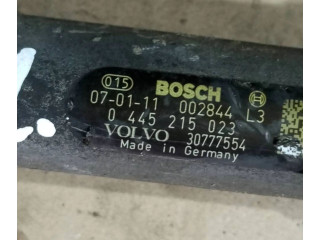 015 BOSCH
07-01-11 002844 L3
0 445 215 023
VOLVO 30777554
Made in Germany